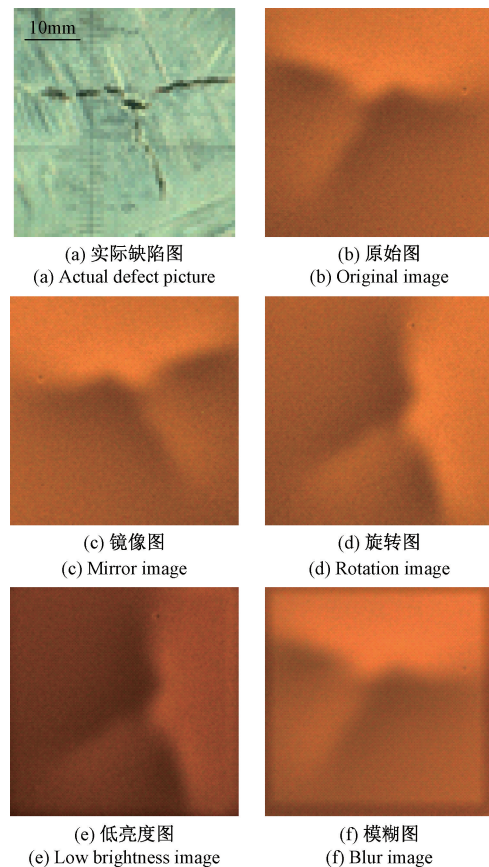 10mm
(a) 实际缺陷图
(a) Actual defect picture
(b) 原始图
(b) Original image
(c) 镜像图
(c) Mirror image
(d) 旋转图
(d) Rotation image
(e) 低亮度图
(e) Low brightness image
(f) 模糊图
(f) Blur image